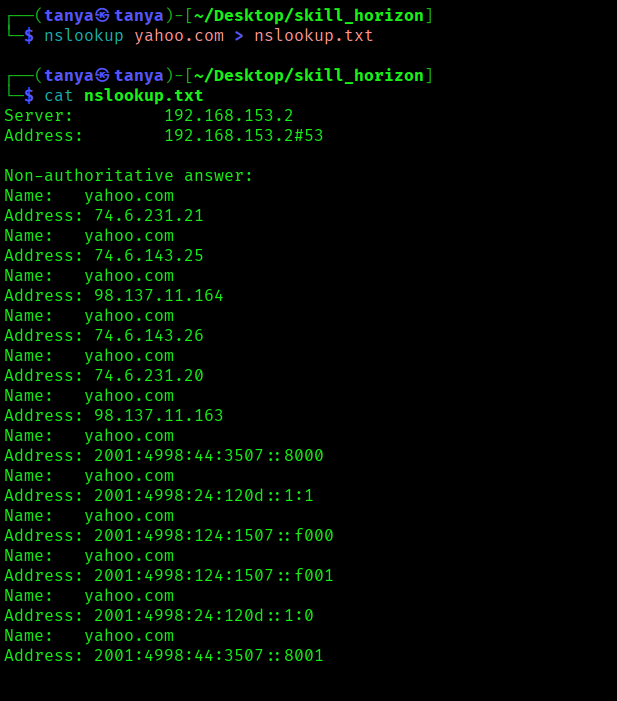 ┌──(tanya㉿tanya)-[~/Desktop/skill_horizon]
└─$ nslookup yahoo.com > nslookup.txt
┌──(tanya㉿tanya)-[~/Desktop/skill_horizon]
└─$ cat nslookup.txt
Server:         192.168.153.2
Address:        192.168.153.2#53
Non-authoritative answer:
Name:   yahoo.com
Address: 74.6.231.21
Name:   yahoo.com
Address: 74.6.143.25
Name:   yahoo.com
Address: 98.137.11.164
Name:   yahoo.com
Address: 74.6.143.26
Name:   yahoo.com
Address: 74.6.231.20
Name:   yahoo.com
Address: 98.137.11.163
Name:   yahoo.com
Address: 2001:4998:44:3507::8000
Name:   yahoo.com
Address: 2001:4998:24:120d::1:1
Name:   yahoo.com
Address: 2001:4998:124:1507::f000
Name:   yahoo.com
Address: 2001:4998:124:1507::f001
Name:   yahoo.com
Address: 2001:4998:24:120d::1:0
Name:   yahoo.com
Address: 2001:4998:44:3507::8001